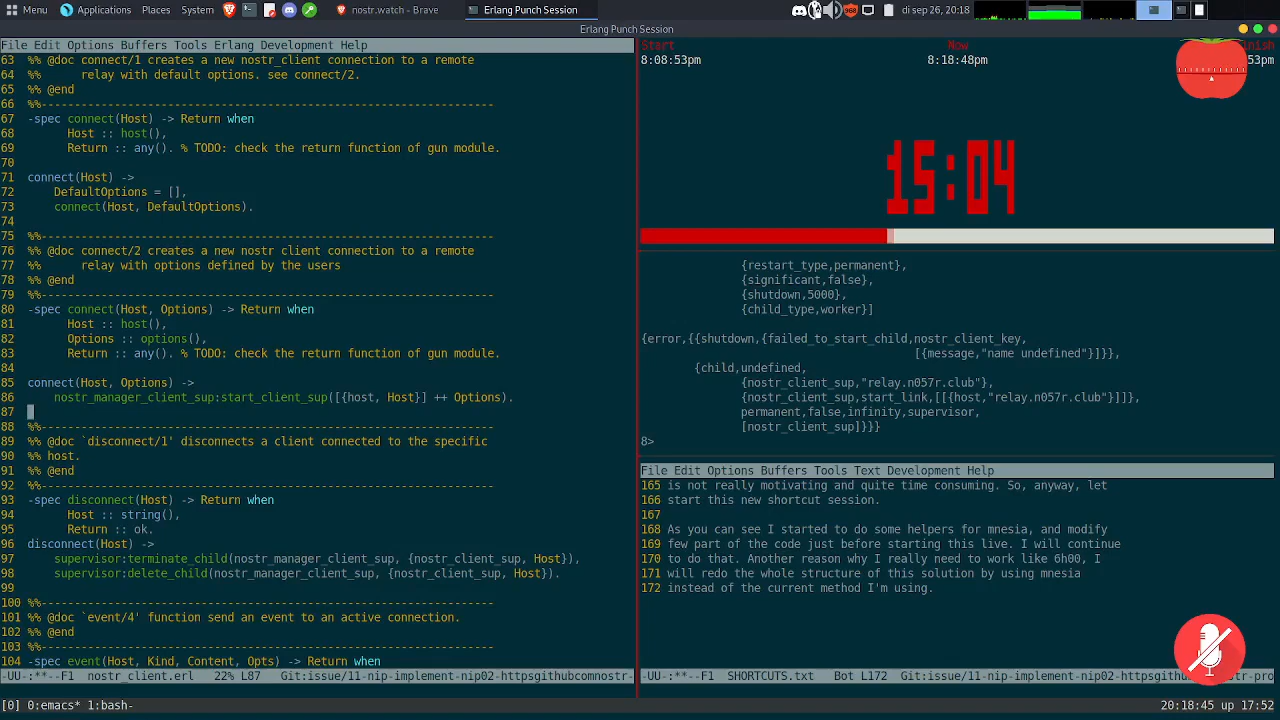 Menu Applications Places System nostr.watch - Brave Erlang Punch Session 968 di sep 26, 20:18
Erlang Punch Session
File Edit Options Buffers Tools Erlang Development Help
63 %% @doc connect/1 creates a new nostr_client connection to a remote
64 %% relay with default options. see connect/2.
65 %% @end
66 %%--------------------------------------------------------------------
67 -spec connect(Host) -> Return when
68 Host :: host(),
69 Return :: any(). % TODO: check the return function of gun module.
70
71 connect(Host) ->
72 DefaultOptions = [],
73 connect(Host, DefaultOptions).
74
75 %%--------------------------------------------------------------------
76 %% @doc connect/2 creates a new nostr client connection to a remote
77 %% relay with options defined by the users
78 %% @end
79 %%--------------------------------------------------------------------
80 -spec connect(Host, Options) -> Return when
81 Host :: host(),
82 Options :: options(),
83 Return :: any(). % TODO: check the return function of gun module.
84
85 connect(Host, Options) ->
86 nostr_manager_client_sup:start_client_sup([{host, Host}] ++ Options).
87
88 %%--------------------------------------------------------------------
89 %% @doc `disconnect/1' disconnects a client connected to the specific
90 %% host.
91 %% @end
92 %%--------------------------------------------------------------------
93 -spec disconnect(Host) -> Return when
94 Host :: string(),
95 Return :: ok.
96 disconnect(Host) ->
97 supervisor:terminate_child(nostr_manager_client_sup, {nostr_client_sup, Host}),
98 supervisor:delete_child(nostr_manager_client_sup, {nostr_client_sup, Host}).
99
100 %%--------------------------------------------------------------------
101 %% @doc `event/4' function send an event to an active connection.
102 %% @end
103 %%--------------------------------------------------------------------
104 -spec event(Host, Kind, Content, Opts) -> Return when
-UU-:**--F1 nostr_client.erl 22% L87 Git:issue/11-nip-implement-nip02-httpsgithubcomnostr-
Start Now inish
8:08:53pm 8:18:48pm 53pm
15:04
{restart_type,permanent},
{significant,false},
{shutdown,5000},
{child_type,worker}]
{error,{{shutdown,{failed_to_start_child,nostr_client_key,
[{message,"name undefined"}]}},
{child,undefined,
{nostr_client_sup,"relay.n057r.club"},
{nostr_client_sup,start_link,[[{host,"relay.n057r.club"}]]},
permanent,false,infinity,supervisor,
[nostr_client_sup]}}}
8>
File Edit Options Buffers Tools Text Development Help
165 is not really motivating and quite time consuming. So, anyway, let
166 start this new shortcut session.
167
168 As you can see I started to do some helpers for mnesia, and modify
169 few part of the code just before starting this live. I will continue
170 to do that. Another reason why I really need to work like 6h00, I
171 will redo the whole structure of this solution by using mnesia
172 instead of the current method I'm using.
-UU-:**--F1 SHORTCUTS.txt Bot L172 Git:issue/11-nip-implement-nip02-httpsgithub nostr-pro
[0] 0:emacs* 1:bash- 20:18:45 up 17:52